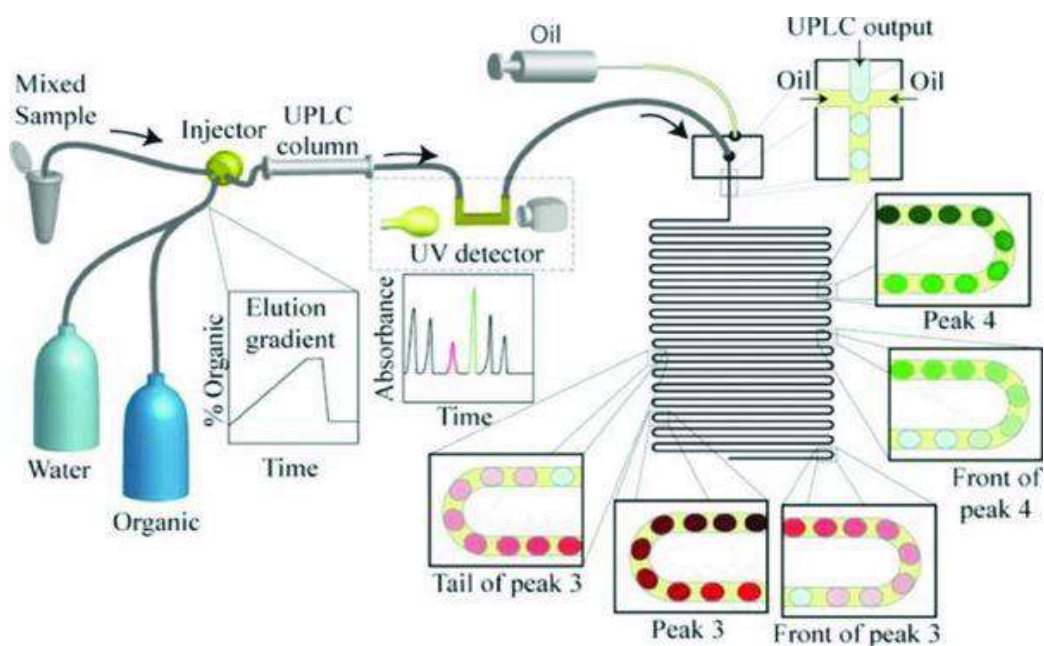 Mixed
Sample
Injector
UPLC
column
Oil
UPLC output
Oil
Oil
UV detector
Water
Organic
% Organic
Elution
gradient
Time
Absorbance
Time
Peak 4
Front of
peak 4
Tail of peak 3
Peak 3
Front of peak 3